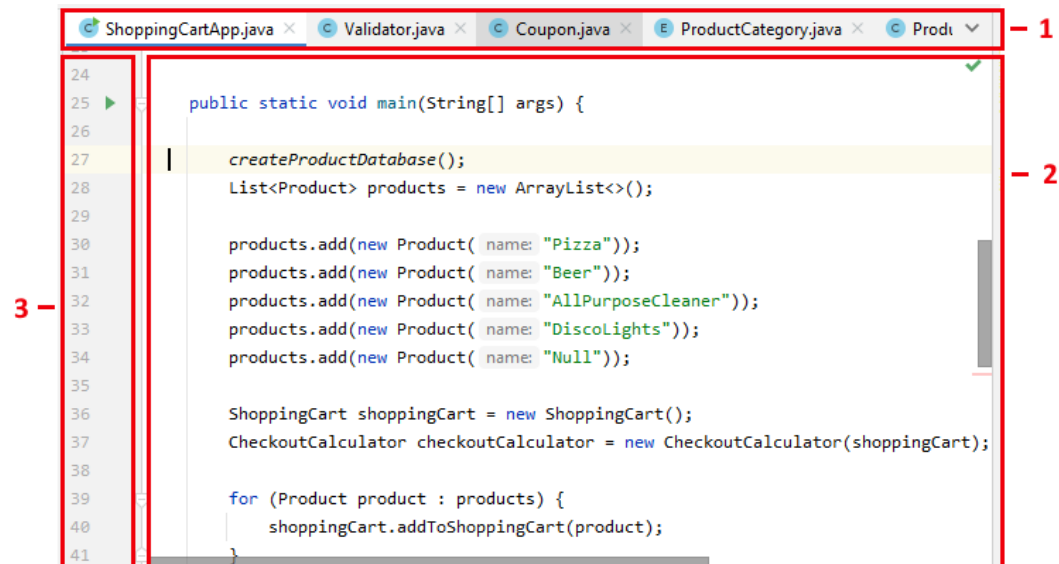 ShoppingCartApp.java Validator.java Coupon.java ProductCategory.java
1
24
25 public static void main(String[] args) {
26
27 createProductDatabase();
28 List<Product> products = new ArrayList<>();
2
29
30 products.add(new Product( name: "Pizza"));
31 products.add(new Product( name: "Beer"));
3
32 products.add(new Product( name: "AllPurposeCleaner"));
33 products.add(new Product( name: "DiscoLights"));
34 products.add(new Product( name: "Null"));
35
36 ShoppingCart shoppingCart = new ShoppingCart();
37 CheckoutCalculator checkoutCalculator = new CheckoutCalculator(shoppingCart);
38
39 for (Product product : products) {
40 shoppingCart.addToShoppingCart(product);
41 }